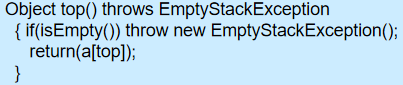 Object top() throws EmptyStackException
{ if(isEmpty()) throw new EmptyStackException();
return(a[top]);
}